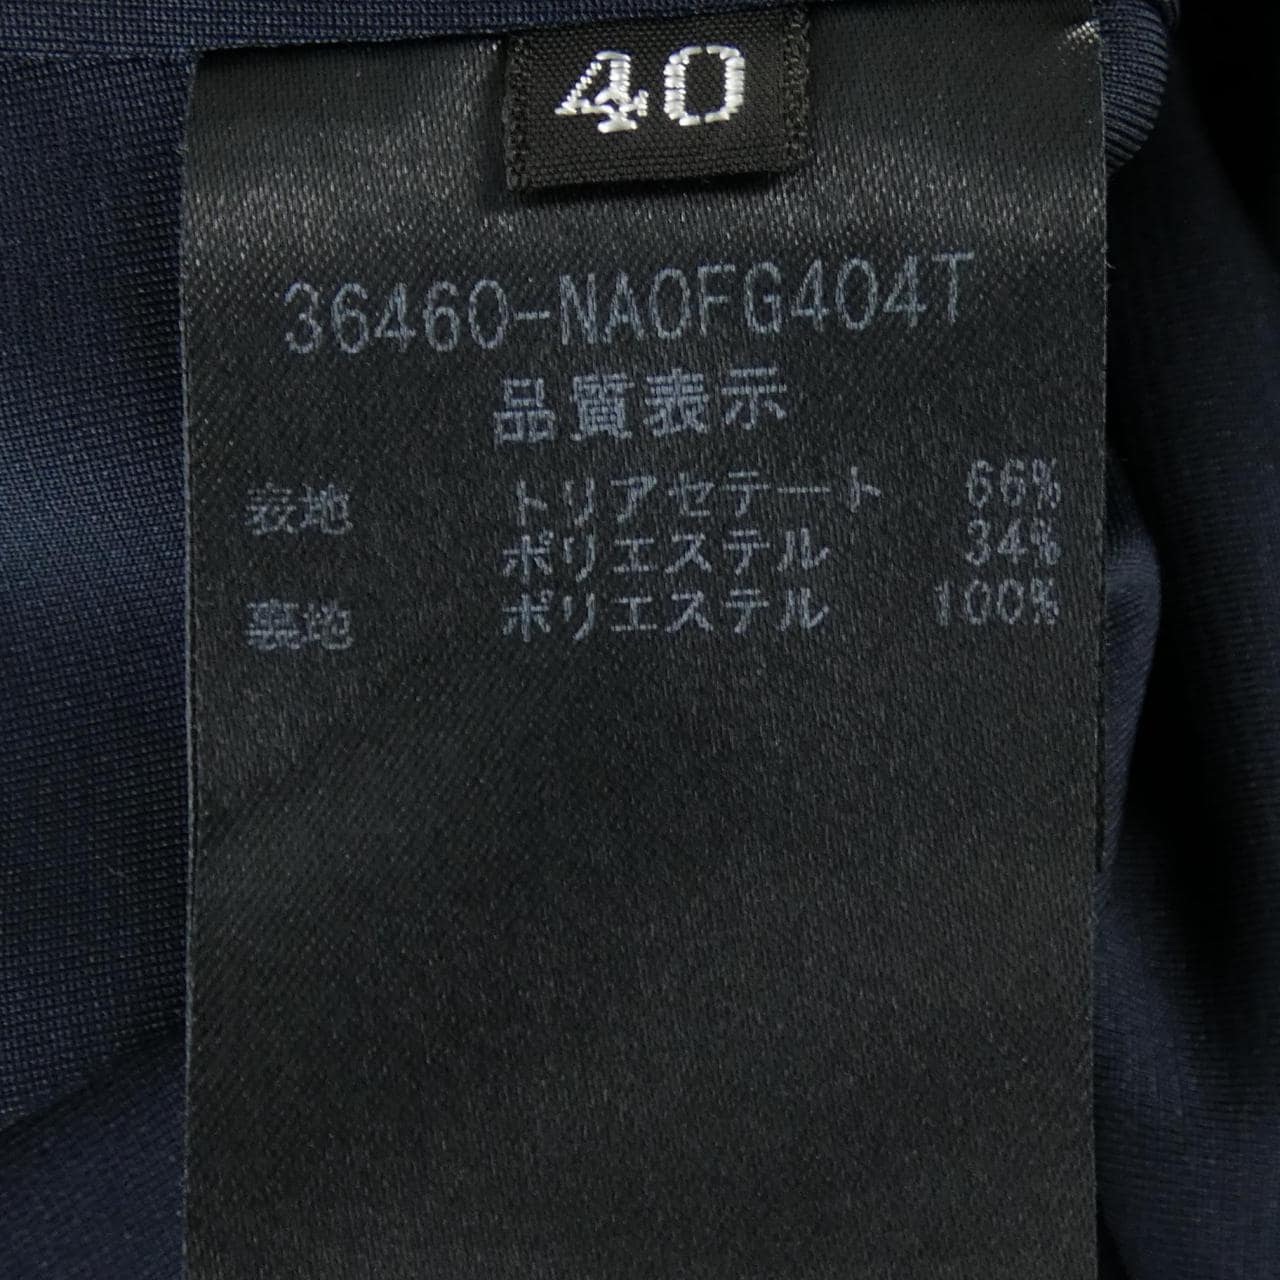 40
36460-NA0FG404T
品質表示
表地 トリアセテート 66%
ポリエステル 34%
裏地 ポリエステル 100%